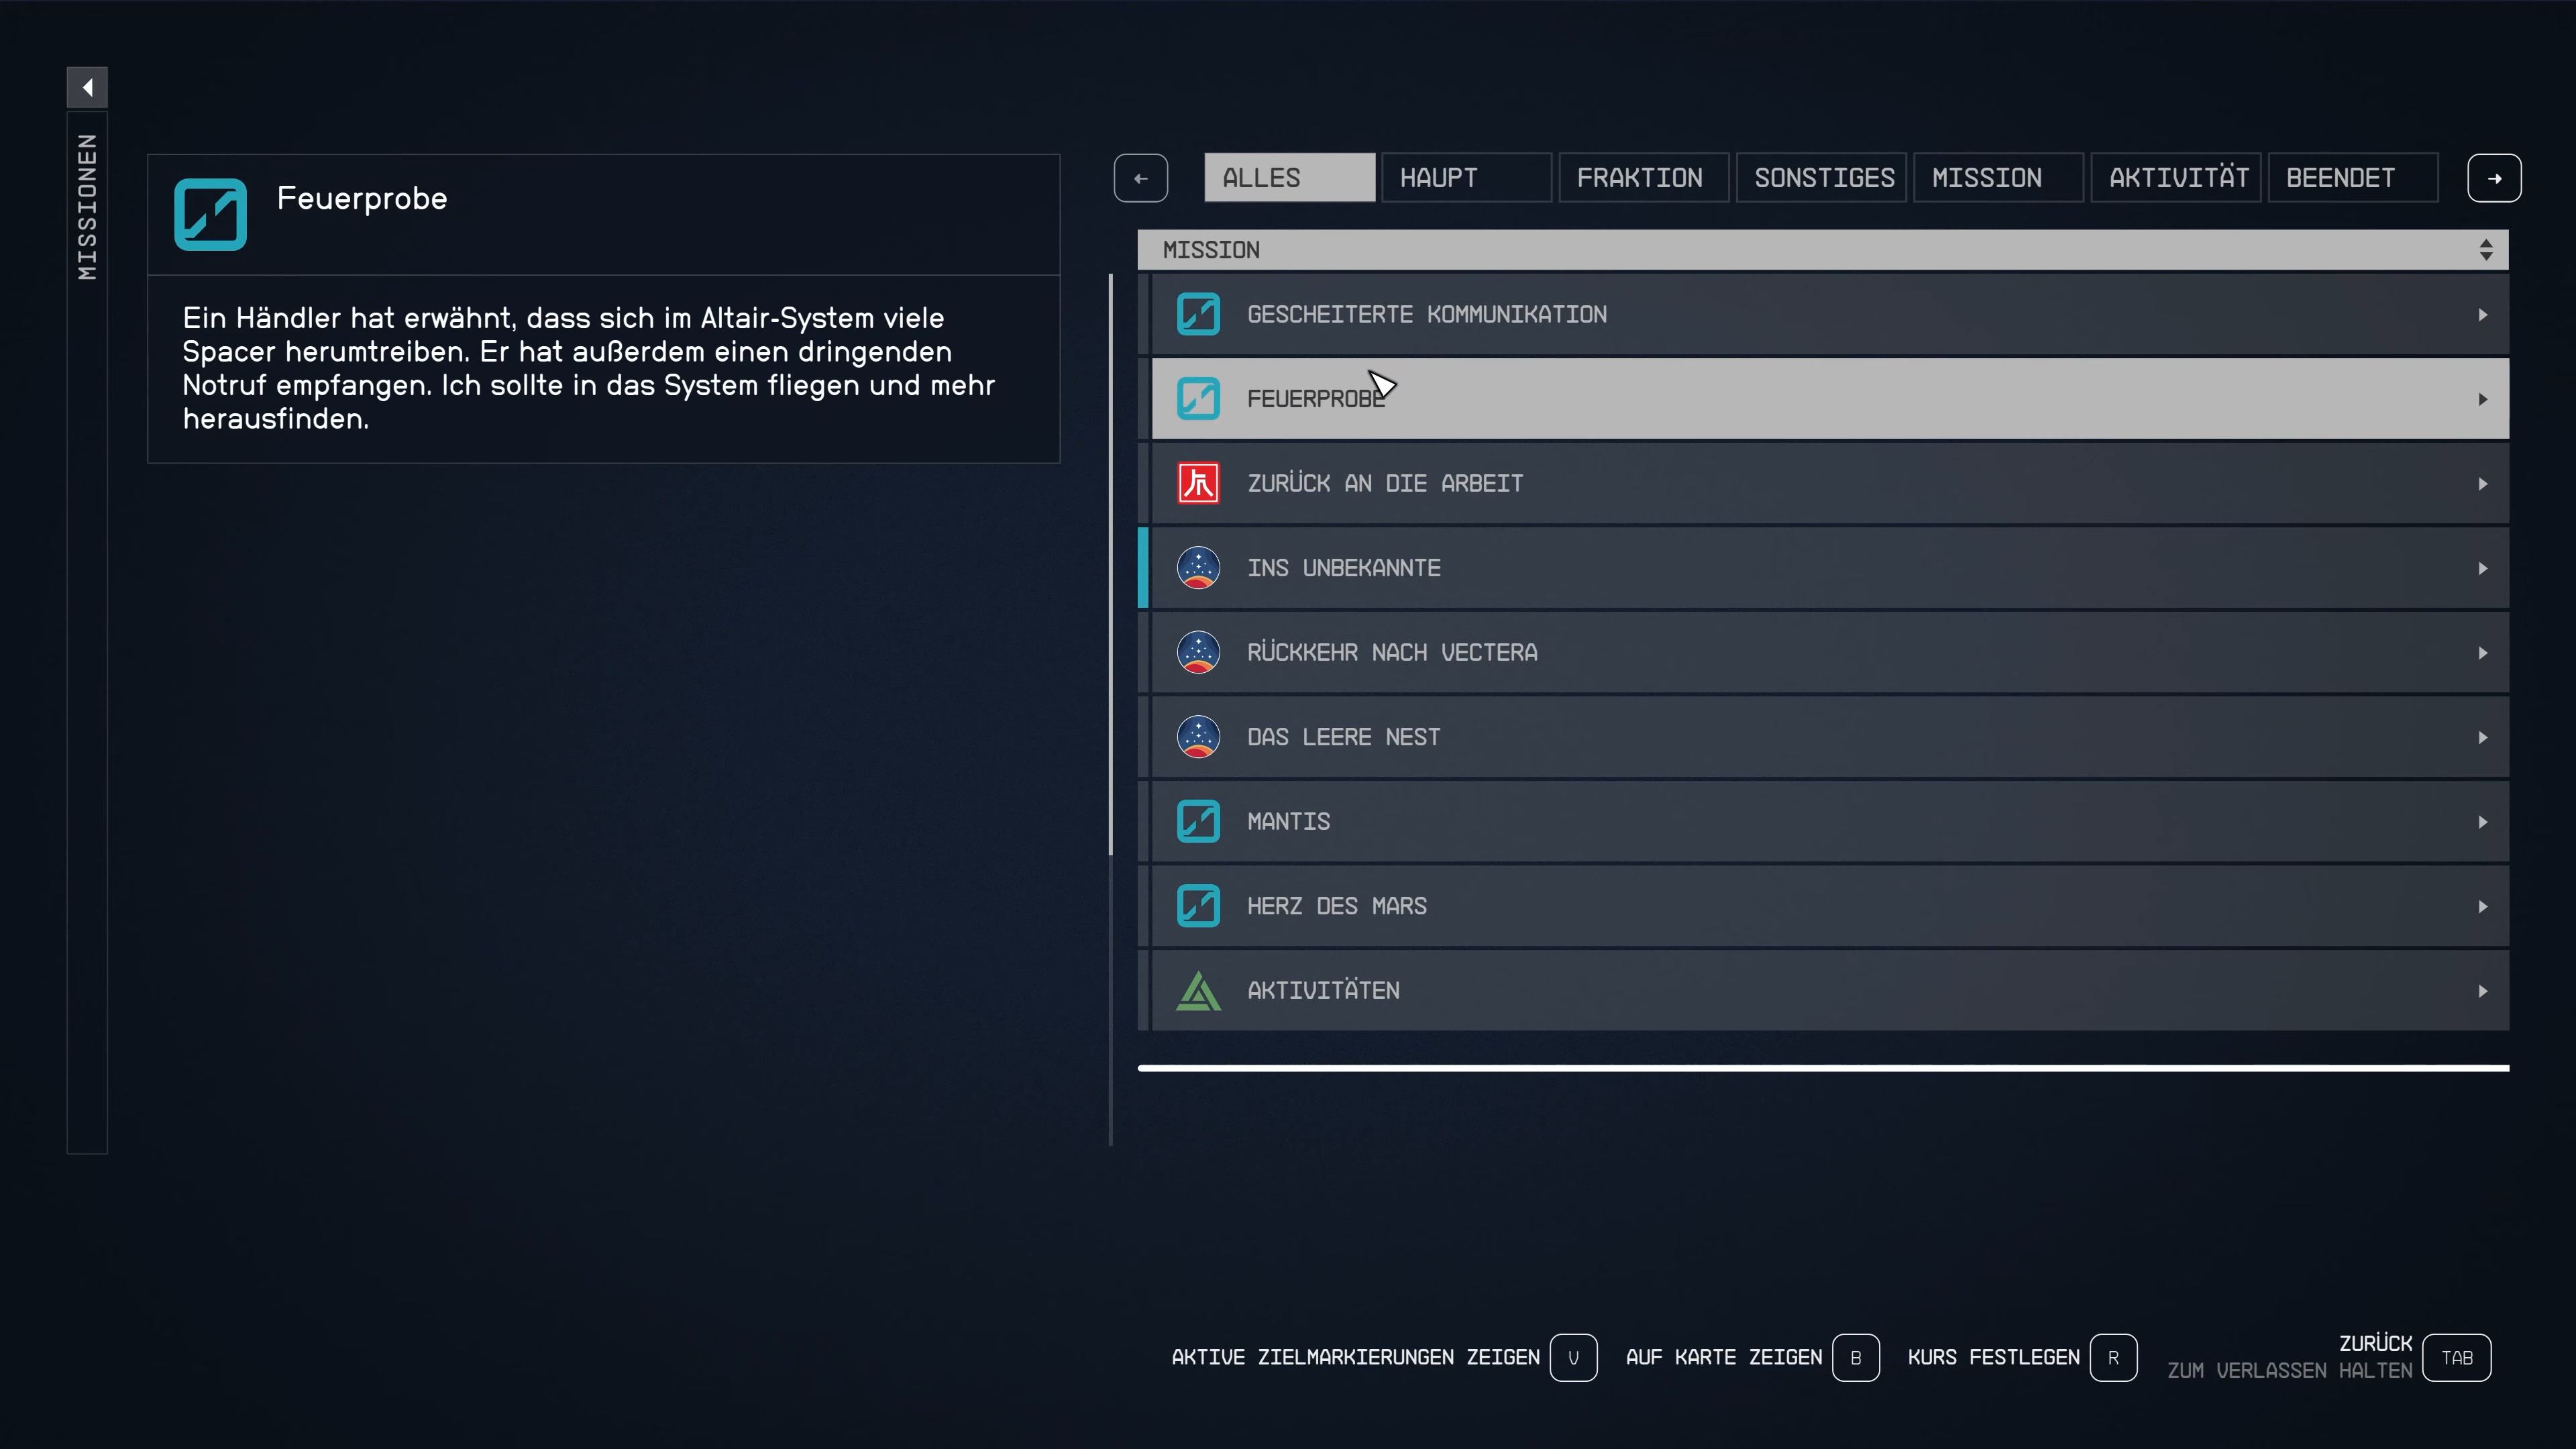 MISSIONEN
Feuerprobe
Ein Händler hat erwähnt, dass sich im Altair-System viele
Spacer herumtreiben. Er hat außerdem einen dringenden
Notruf empfangen. Ich sollte in das System fliegen und mehr
herausfinden.
ALLES HAUPT FRAKTION SONSTIGES MISSION AKTIVITÄT BEENDET
MISSION
GESCHEITERTE KOMMUNIKATION
FEUERPROBE
ZURÜCK AN DIE ARBEIT
INS UNBEKANNTE
RÜCKKEHR NACH VECTERA
DAS LEERE NEST
MANTIS
HERZ DES MARS
AKTIVITÄTEN
AKTIVE ZIELMARKIERUNGEN ZEIGEN V AUF KARTE ZEIGEN B KURS FESTLEGEN R ZURÜCK TAB
ZUM VERLASSEN HALTEN